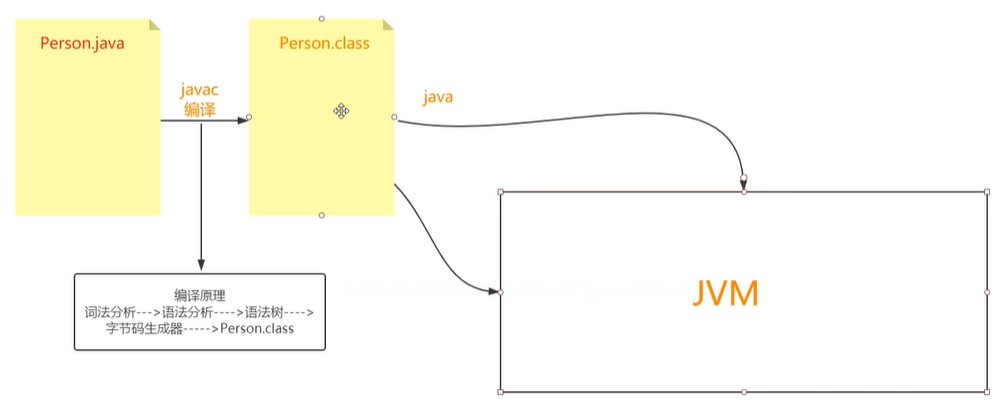 Person.java
Person.class
javac
编译
java
编译原理
词法分析--->语法分析---->语法树---->
字节码生成器----->Person.class
JVM